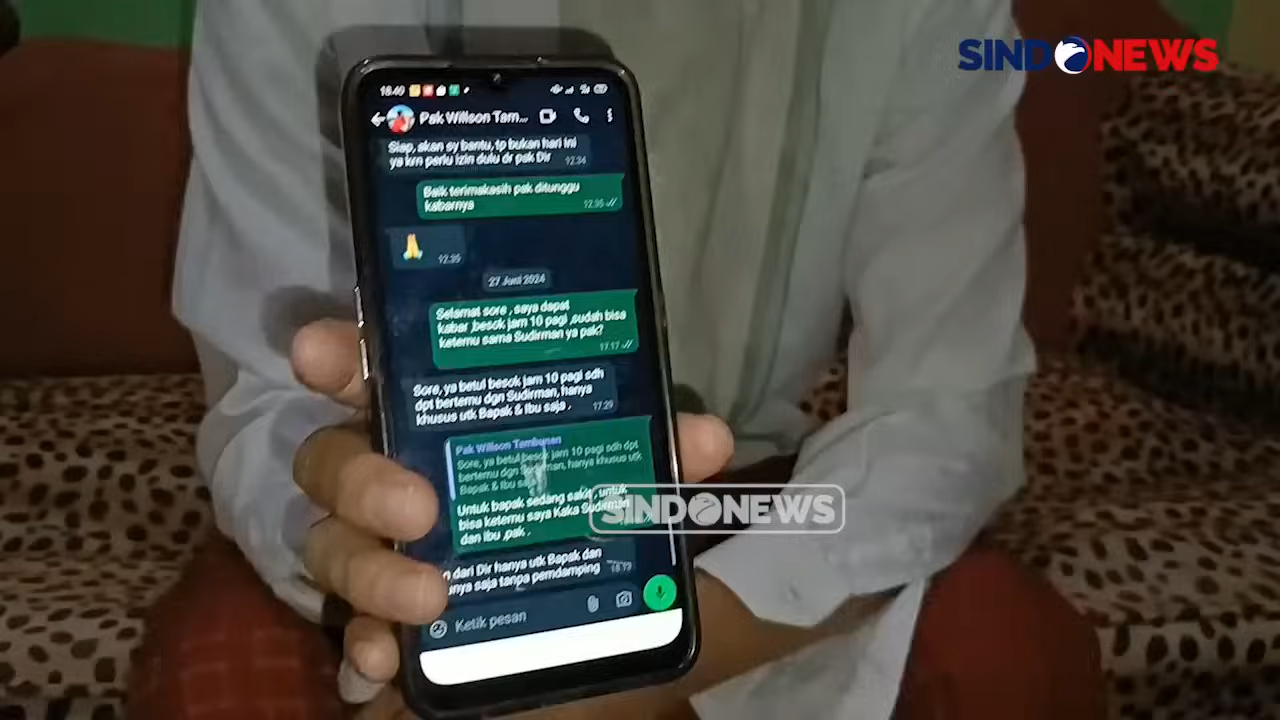 SINDONEWS
18.40
Pak Willson Tam...
Siap, akan sy bantu, tp bukan hari ini
ya krn perlu izin dulu dr pak Dir
12.34
Baik terimakasih pak ditunggu
kabarnya
12.35
12.35
27 Juni 2024
Selamat sore , saya dapat
kabar ,besok jam 10 pagi ,sudah bisa
ketemu sama Sudirman ya pak?
17.17
Sore, ya betul besok jam 10 pagi sdh
dpt bertemu dgn Sudirman, hanya
khusus utk Bapak & Ibu saja .
17.29
Pak Willson Tambunan
Sore, ya betul besok jam 10 pagi sdh dpt
bertemu dgn Sudirman, hanya khusus utk
Bapak & Ibu
Untuk bapak sedang sakit , untuk
bisa ketemu saya Kaka Sudirman
dan ibu ,pak .
SINDONEWS
dari Dir hanya utk Bapak dan
saja tanpa pemdamping
18.19
Ketik pesan